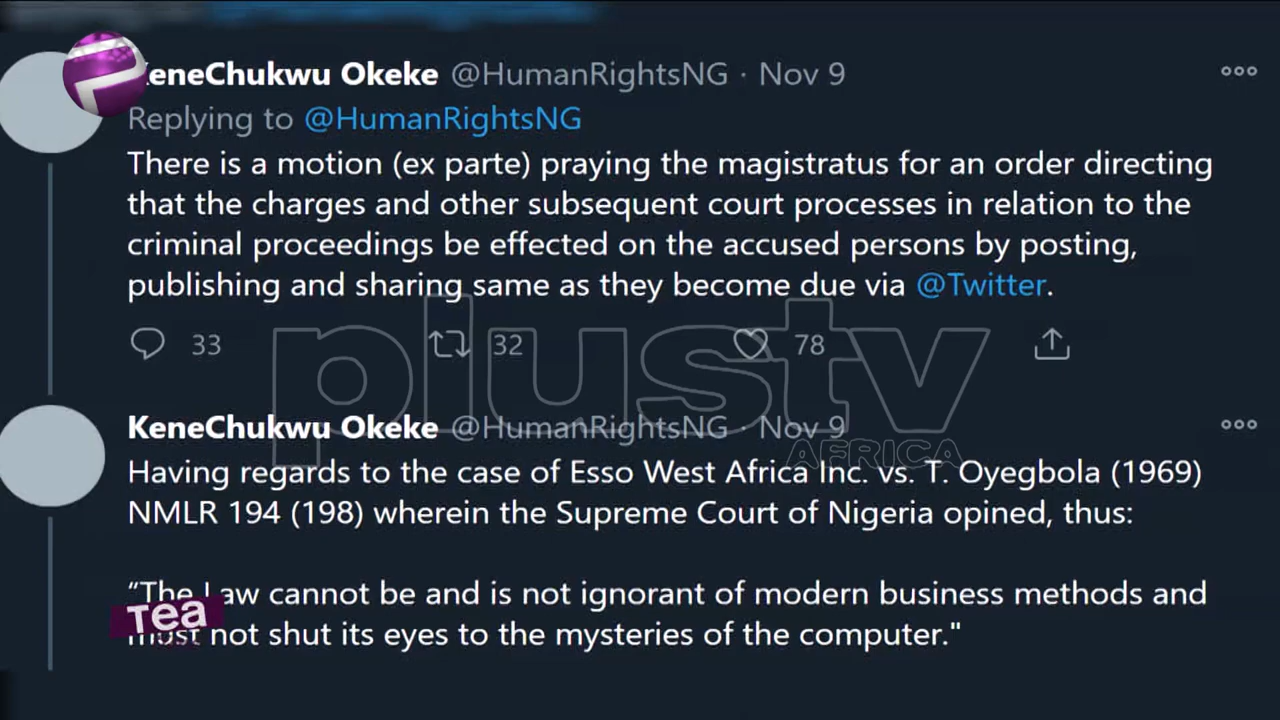 KeneChukwu Okeke @HumanRightsNG · Nov 9
Replying to @HumanRightsNG
There is a motion (ex parte) praying the magistratus for an order directing
that the charges and other subsequent court processes in relation to the
criminal proceedings be effected on the accused persons by posting,
publishing and sharing same as they become due via @Twitter.
33 32 78
plustv
AFRICA
KeneChukwu Okeke @HumanRightsNG · Nov 9
Having regards to the case of Esso West Africa Inc. vs. T. Oyegbola (1969)
NMLR 194 (198) wherein the Supreme Court of Nigeria opined, thus:
“The Law cannot be and is not ignorant of modern business methods and
must not shut its eyes to the mysteries of the computer."
Tea